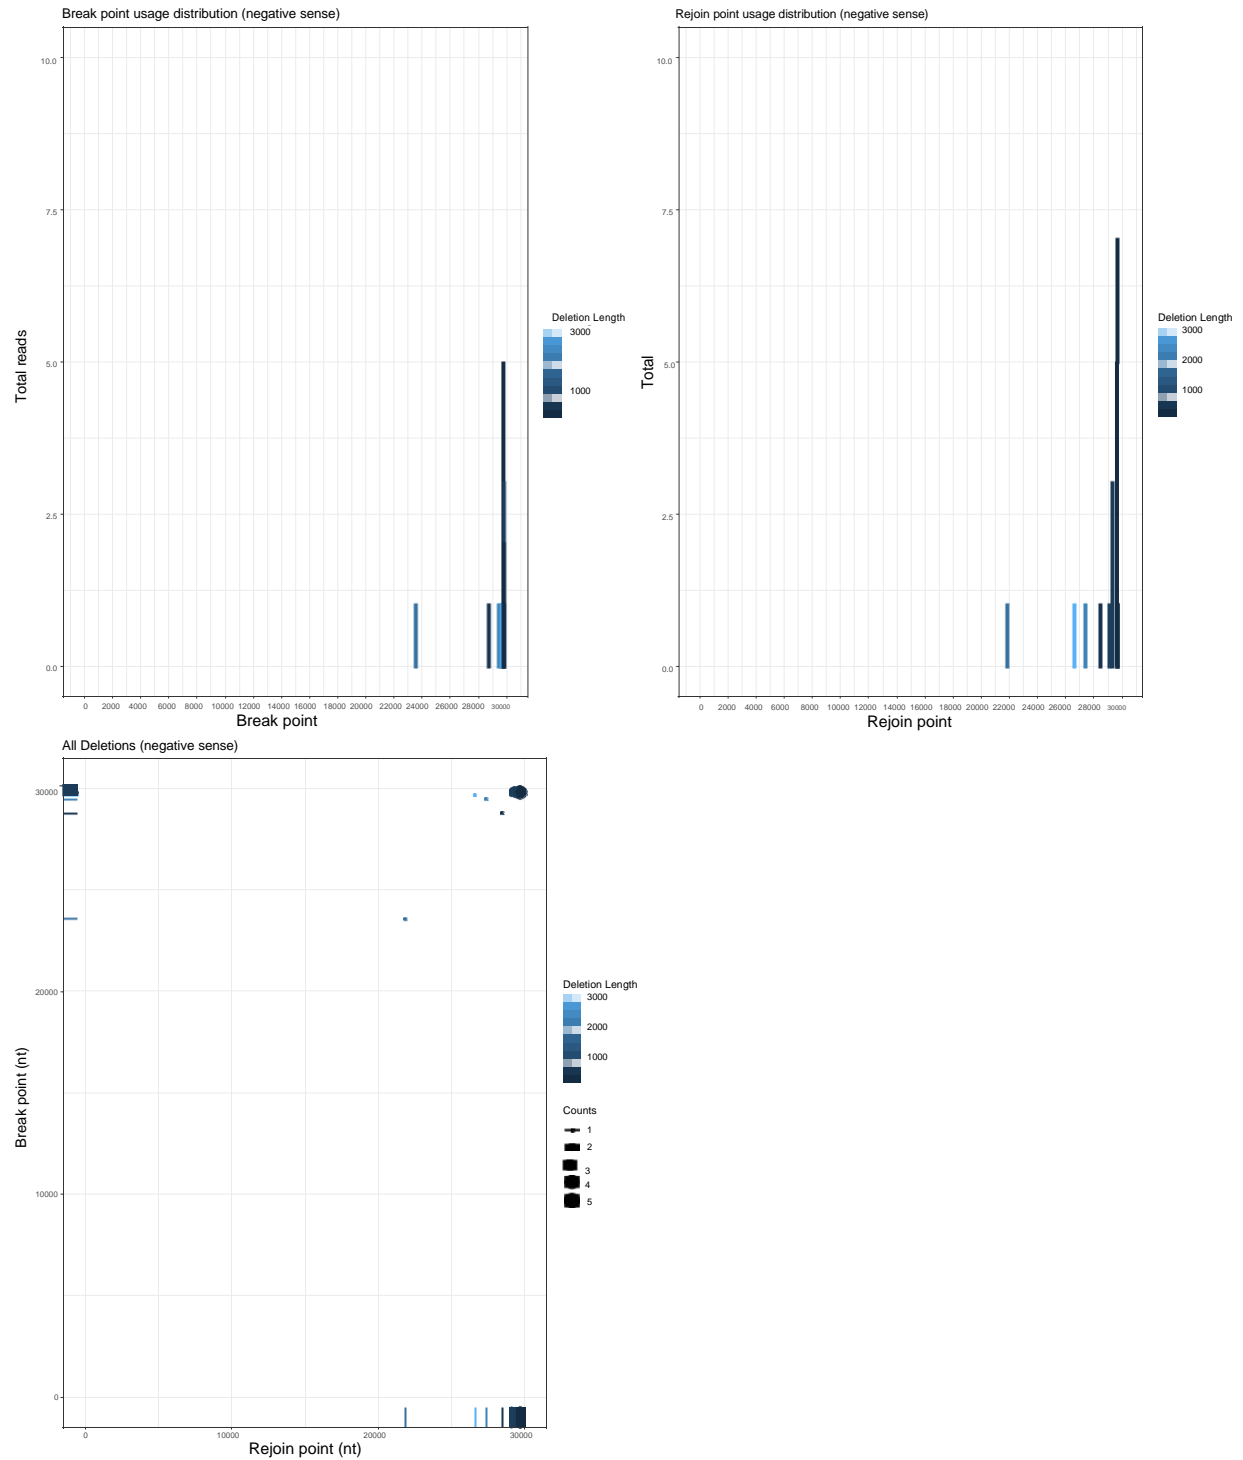 Break point usage distribution (negative sense)
10.0
7.5
5.0
2.5
0.0
Total reads
0 2000 4000 6000 8000 10000 12000 14000 16000 18000 20000 22000 24000 26000 28000 30000
Break point
Deletion Length
3000
1000
Rejoin point usage distribution (negative sense)
10.0
7.5
5.0
2.5
0.0
Total
0 2000 4000 6000 8000 10000 12000 14000 16000 18000 20000 22000 24000 26000 28000 30000
Rejoin point
Deletion Length
3000
2000
1000
All Deletions (negative sense)
30000
20000
10000
0
Break point (nt)
0 10000 20000 30000
Rejoin point (nt)
Deletion Length
3000
2000
1000
Counts
1
2
3
4
5